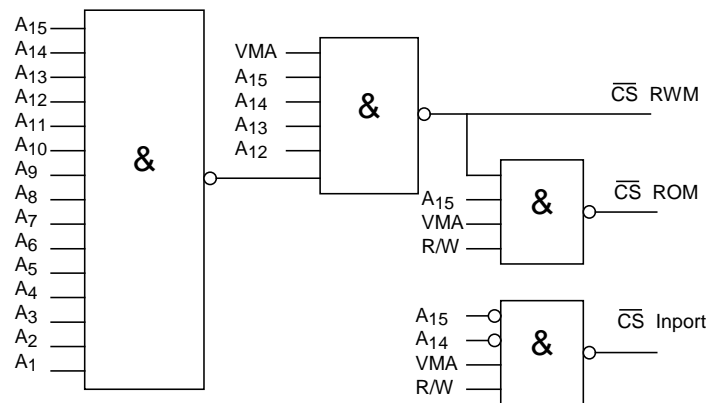 A15
A14
A13
A12
A11
A10
A9
A8
A7
A6
A5
A4
A3
A2
A1
&
VMA
A15
A14
A13
A12
&
CS RWM
A15
VMA
R/W
&
CS ROM
A15
A14
VMA
R/W
&
CS Inport